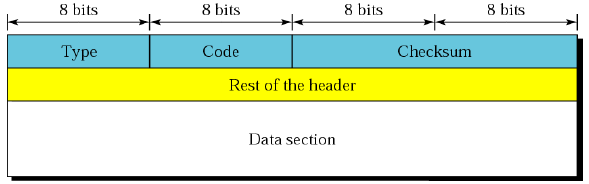 8 bits 8 bits 8 bits 8 bits
Type Code Checksum
Rest of the header
Data section